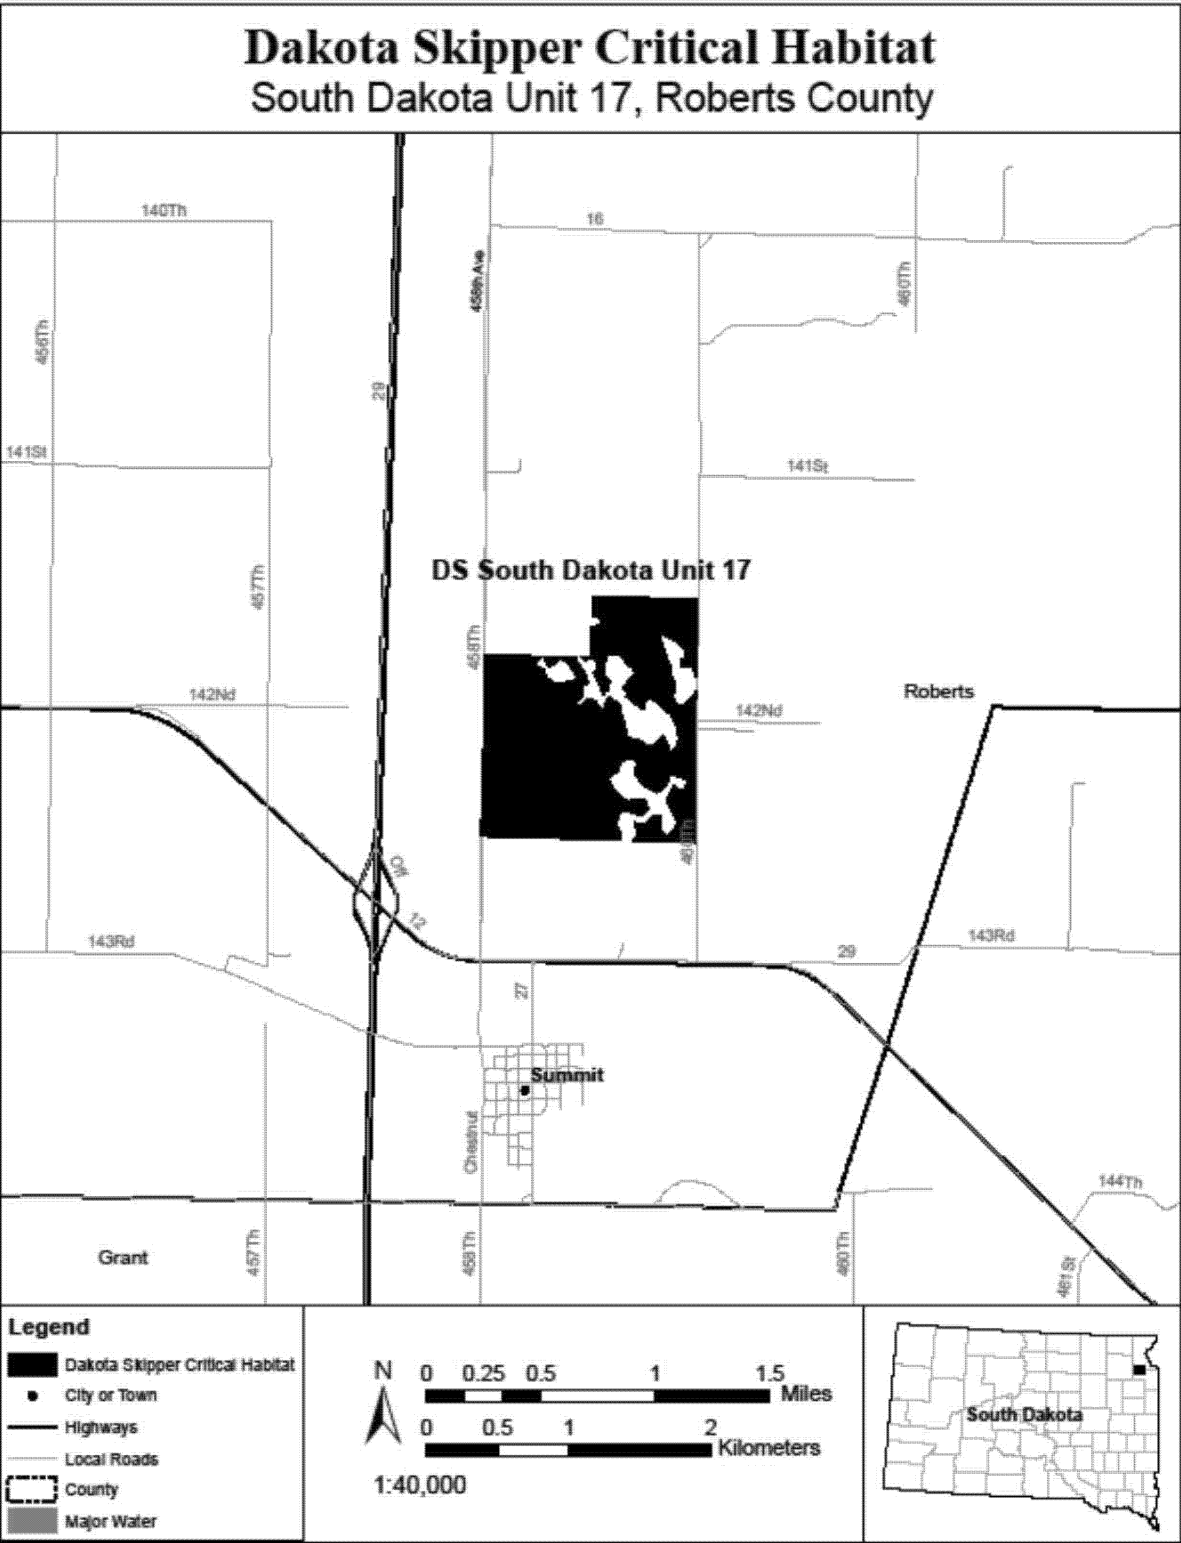 Dakota Skipper Critical Habitat
South Dakota Unit 17, Roberts County
140Th
16
458th Ave
460Th
456Th
29
141St
141St
DS South Dakota Unit 17
457Th
458Th
142Nd
142Nd
Roberts
460Th
Off
12
143Rd
29
143Rd
27
Summit
Chestnut
144Th
Grant
457Th
458Th
460Th
461St
Legend
Dakota Skipper Critical Habitat
City or Town
Highways
Local Roads
County
Major Water
N
0 0.25 0.5 1 1.5
Miles
0 0.5 1 2
Kilometers
1:40,000
South Dakota